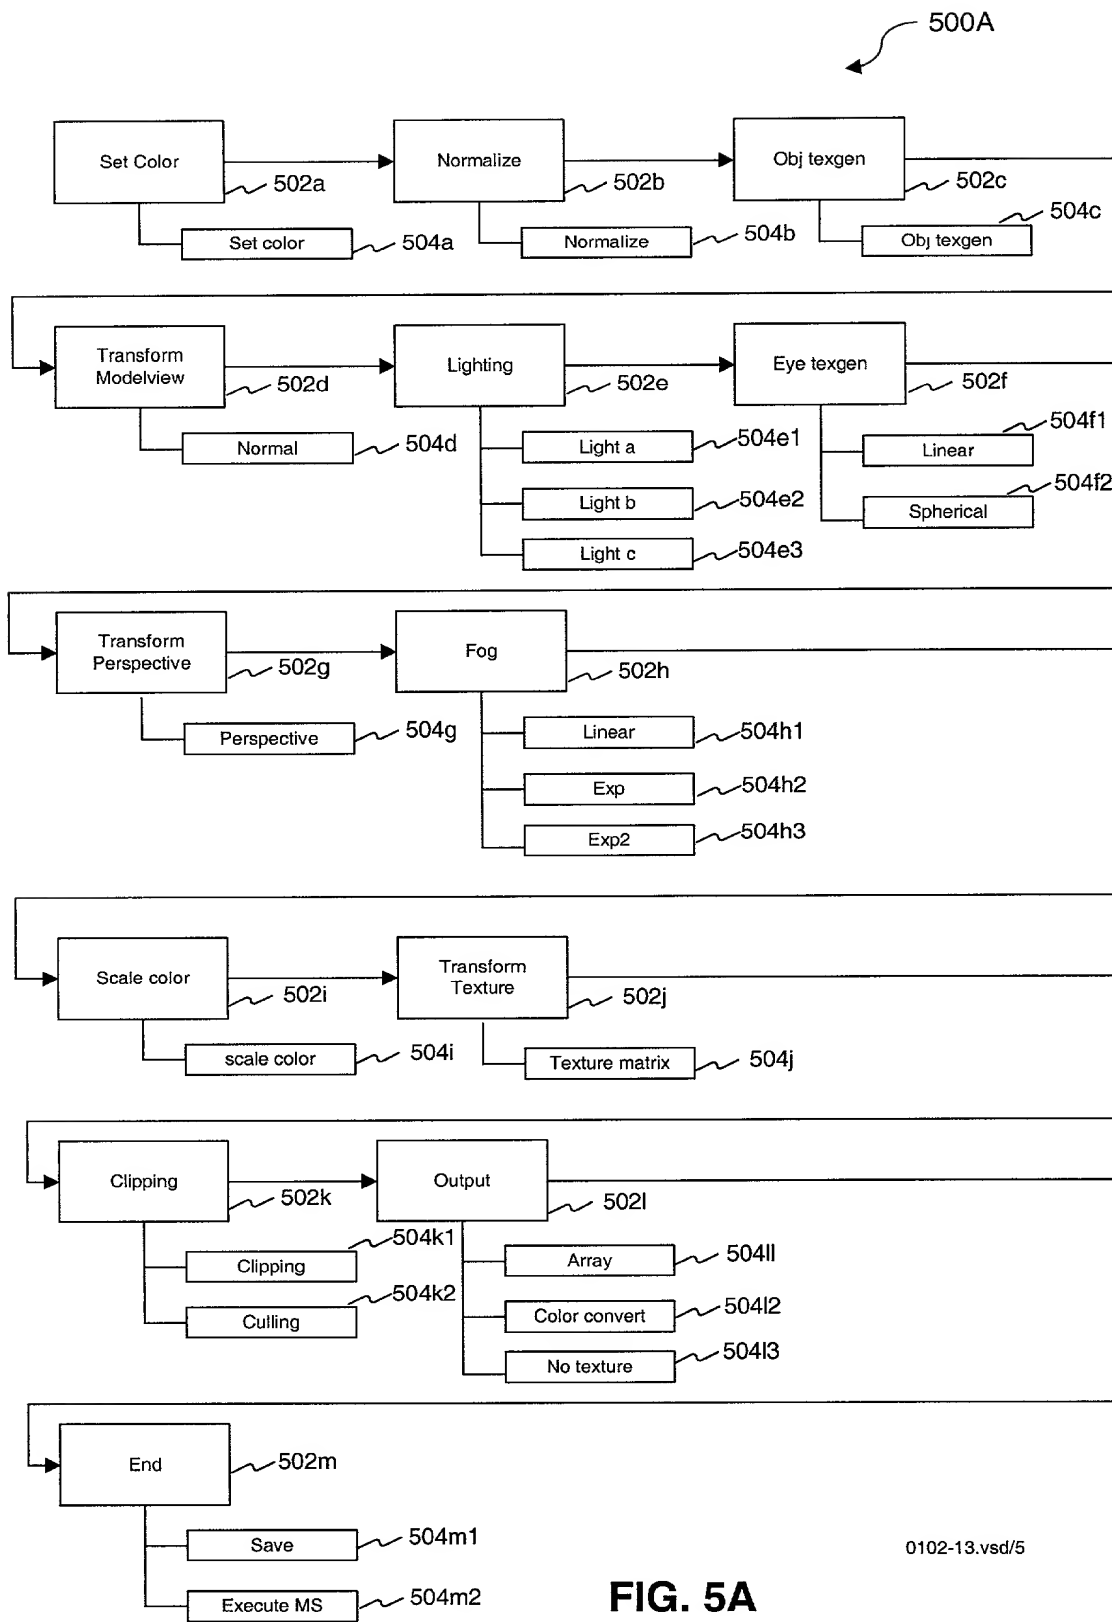 500A
Set Color
Normalize
Obj texgen
502a
502b
502c
504c
Set color
504a
Normalize
504b
Obj texgen
Transform
Modelview
Lighting
Eye texgen
502d
502e
502f
504f1
Normal
504d
Light a
504e1
Linear
504f2
Light b
504e2
Spherical
Light c
504e3
Transform
Perspective
Fog
502g
502h
Perspective
504g
Linear
504h1
Exp
504h2
Exp2
504h3
Scale color
Transform
Texture
502i
502j
scale color
504i
Texture matrix
504j
Clipping
Output
502k
502l
504k1
Clipping
Array
504ll
504k2
Culling
Color convert
504l2
No texture
504l3
End
502m
Save
504m1
Execute MS
504m2
0102-13.vsd/5
FIG. 5A